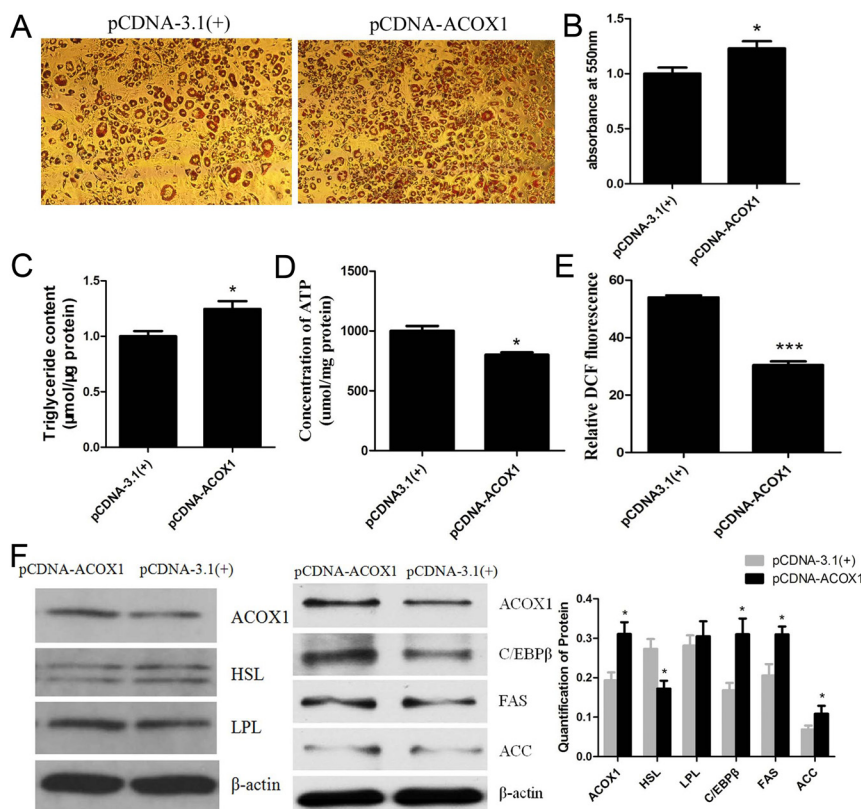 A
pCDNA-3.1(+)
pCDNA-ACOX1
B
absorbance at 550nm
1.5
1.0
0.5
0.0
*
pCDNA-3.1(+)
pCDNA-ACOX1
C
Triglyceride content
(μmol/μg protein)
1.5
1.0
0.5
0.0
*
pCDNA-3.1(+)
pCDNA-ACOX1
D
Concentration of ATP
(umol/mg protein)
1500
1000
500
0
*
pCDNA3.1(+)
pCDNA-ACOX1
E
Relative DCF fluorescence
60
40
20
0
***
pCDNA3.1(+)
pCDNA-ACOX1
F
pCDNA-ACOX1 pCDNA-3.1(+)
ACOX1
HSL
LPL
β-actin
pCDNA-ACOX1 pCDNA-3.1(+)
ACOX1
C/EBPβ
FAS
ACC
β-actin
pCDNA-3.1(+)
pCDNA-ACOX1
Quantification of Protein
0.4
0.3
0.2
0.1
0.0
* * * * *
ACOX1 HSL LPL C/EBPβ FAS ACC